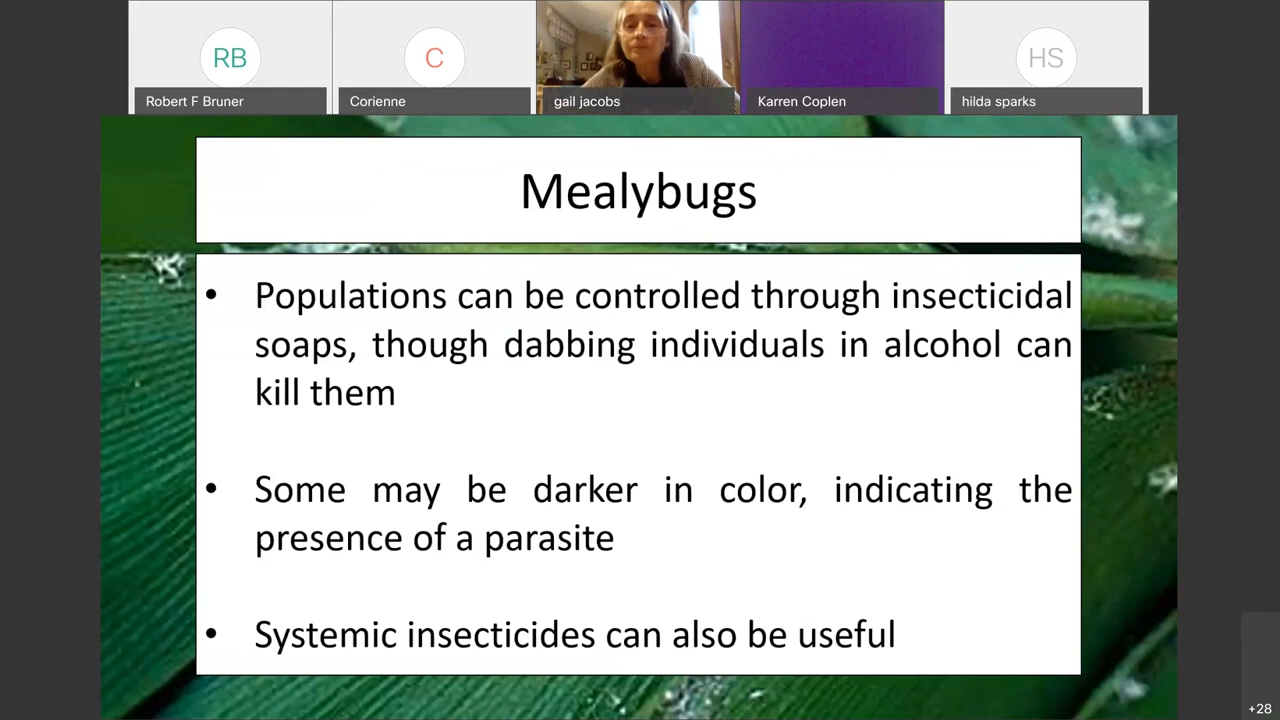 RB
C
HS
Robert F Bruner
Corienne
gail jacobs
Karren Coplen
hilda sparks
Mealybugs
• Populations can be controlled through insecticidal
soaps, though dabbing individuals in alcohol can
kill them
• Some may be darker in color, indicating the
presence of a parasite
• Systemic insecticides can also be useful
+28